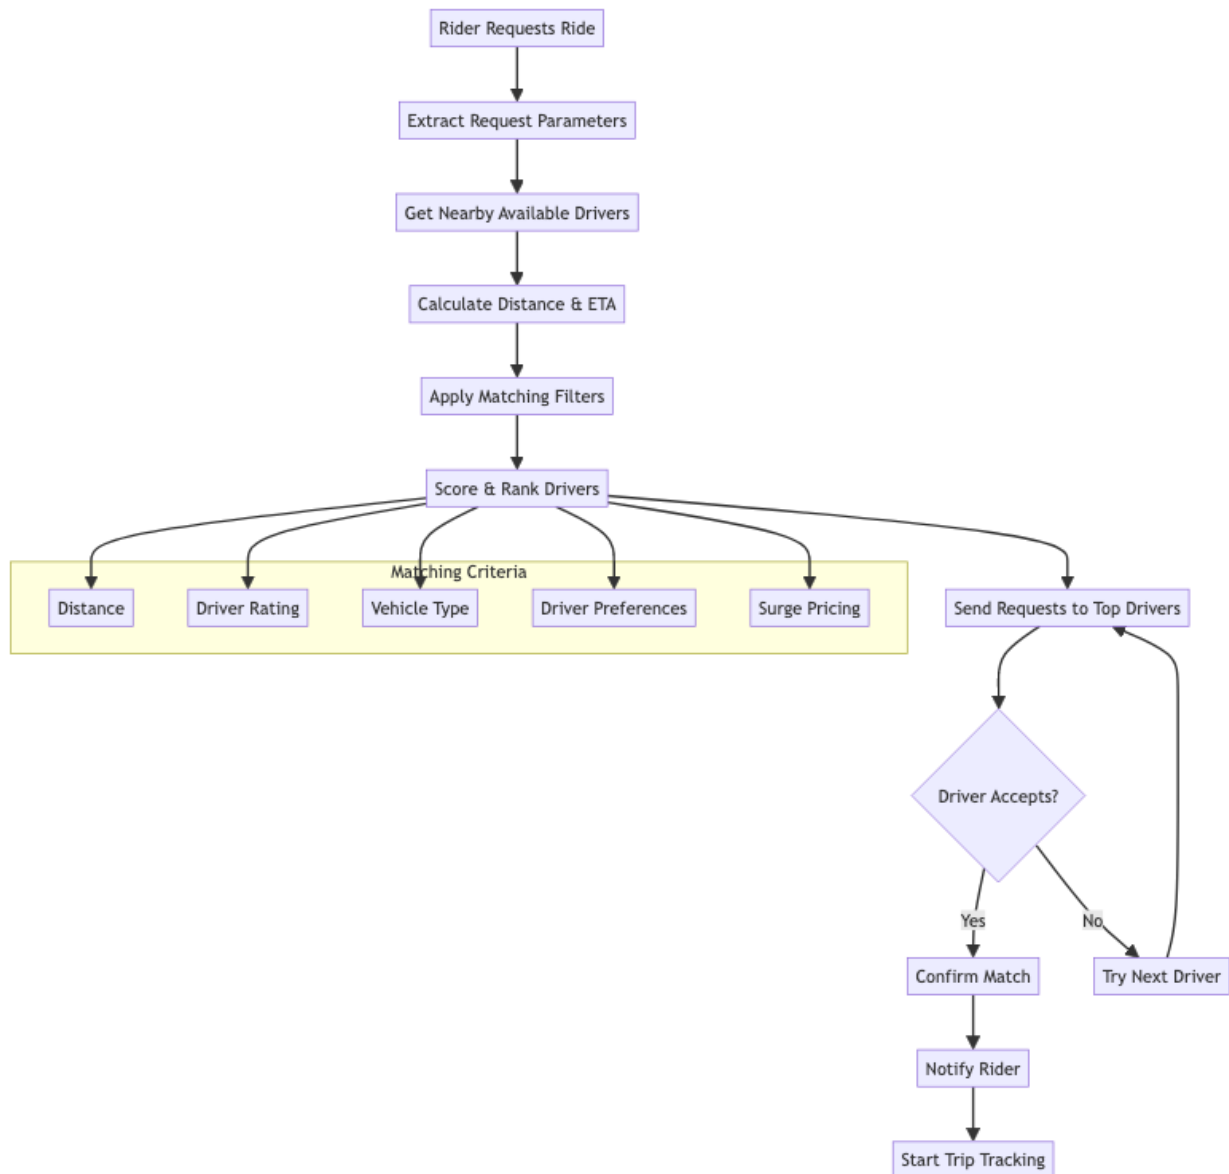 Rider Requests Ride
Extract Request Parameters
Get Nearby Available Drivers
Calculate Distance & ETA
Apply Matching Filters
Score & Rank Drivers
Matching Criteria
Distance
Driver Rating
Vehicle Type
Driver Preferences
Surge Pricing
Send Requests to Top Drivers
Driver Accepts?
Yes
No
Confirm Match
Try Next Driver
Notify Rider
Start Trip Tracking